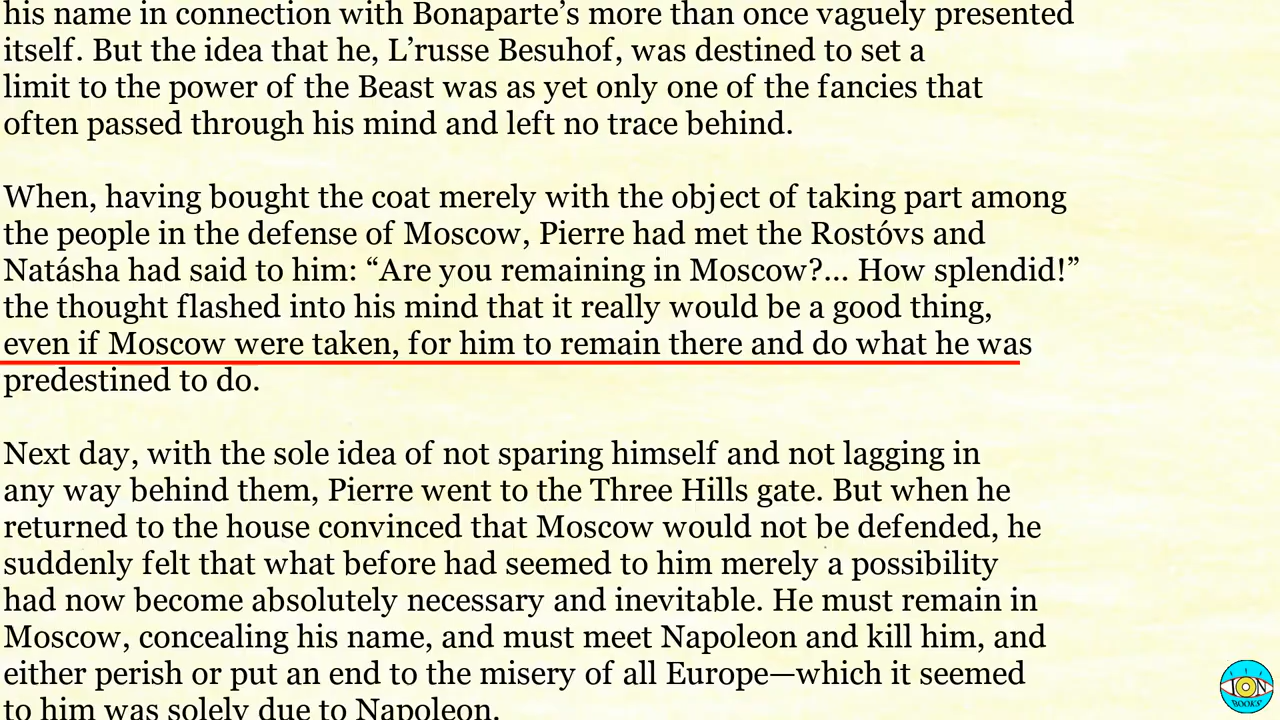 his name in connection with Bonaparte’s more than once vaguely presented
itself. But the idea that he, L’russe Besuhof, was destined to set a
limit to the power of the Beast was as yet only one of the fancies that
often passed through his mind and left no trace behind.
When, having bought the coat merely with the object of taking part among
the people in the defense of Moscow, Pierre had met the Rostóvs and
Natásha had said to him: “Are you remaining in Moscow?... How splendid!”
the thought flashed into his mind that it really would be a good thing,
even if Moscow were taken, for him to remain there and do what he was
predestined to do.
Next day, with the sole idea of not sparing himself and not lagging in
any way behind them, Pierre went to the Three Hills gate. But when he
returned to the house convinced that Moscow would not be defended, he
suddenly felt that what before had seemed to him merely a possibility
had now become absolutely necessary and inevitable. He must remain in
Moscow, concealing his name, and must meet Napoleon and kill him, and
either perish or put an end to the misery of all Europe—which it seemed
to him was solely due to Napoleon.
ION
BOOKS